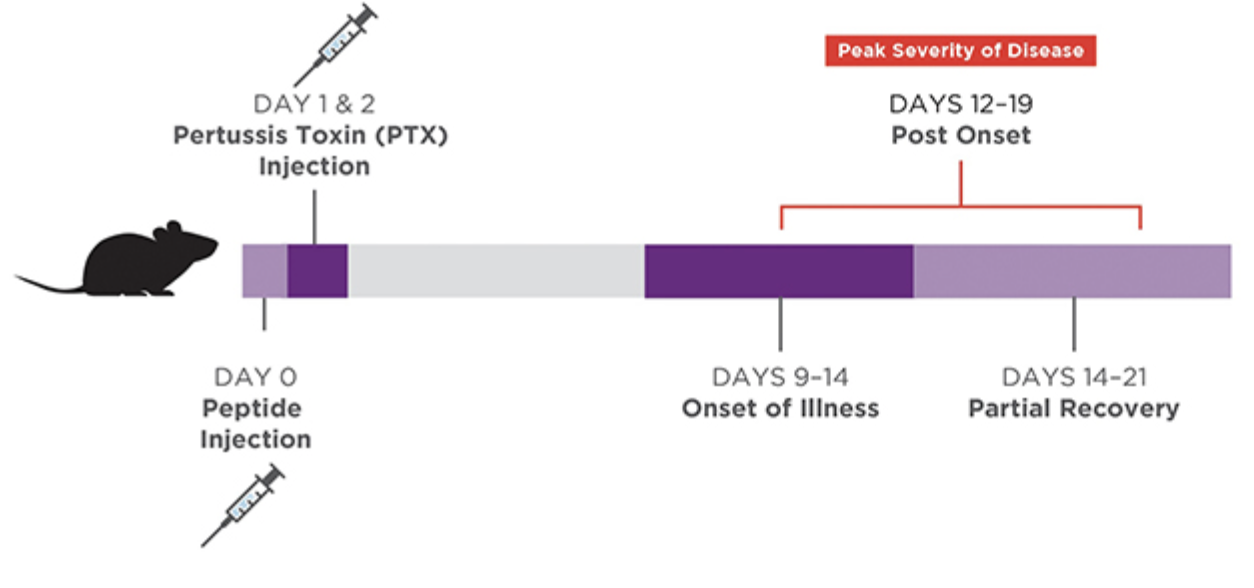 DAY 1 & 2
Pertussis Toxin (PTX)
Injection
Peak Severity of Disease
DAYS 12–19
Post Onset
DAY 0
Peptide
Injection
DAYS 9–14
Onset of Illness
DAYS 14–21
Partial Recovery